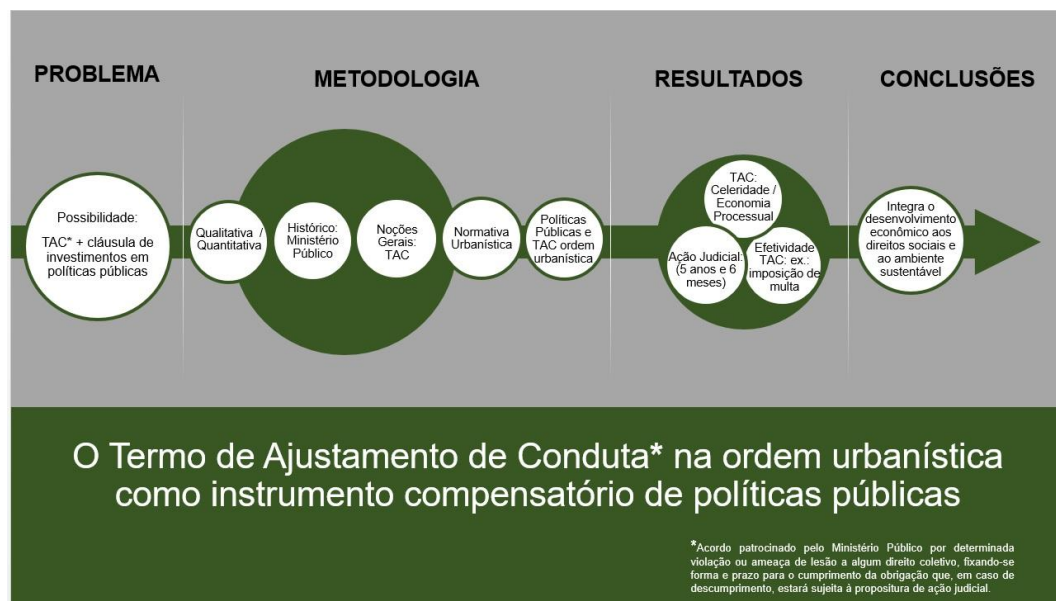 PROBLEMA
METODOLOGIA
RESULTADOS
CONCLUSÕES
Possibilidade:
TAC* + cláusula de
investimentos em
políticas públicas
Qualitativa /
Quantitativa
Histórico:
Ministério
Público
Noções
Gerais:
TAC
Normativa
Urbanística
Políticas
Públicas e
TAC ordem
urbanística
TAC:
Celeridade /
Economia
Processual
Ação Judicial:
(5 anos e 6
meses)
Efetividade
TAC: ex.:
imposição de
multa
Integra o
desenvolvimento
econômico aos
direitos sociais e
ao ambiente
sustentável
O Termo de Ajustamento de Conduta* na ordem urbanística
como instrumento compensatório de políticas públicas
*Acordo patrocinado pelo Ministério Público por determinada
violação ou ameaça de lesão a algum direito coletivo, fixando-se
forma e prazo para o cumprimento da obrigação que, em caso de
descumprimento, estará sujeita à propositura de ação judicial.